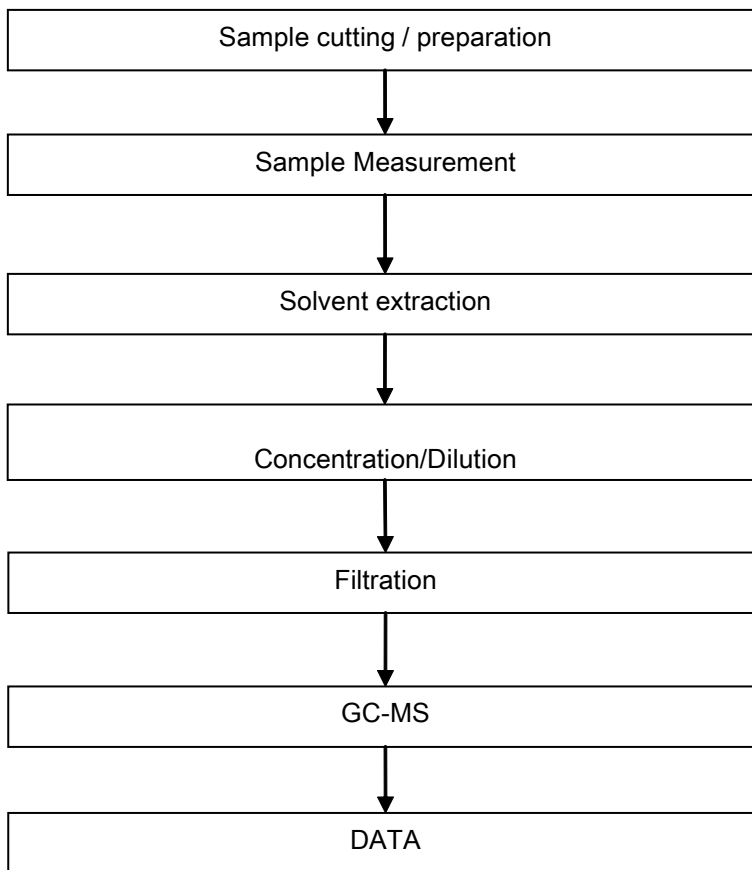 Sample cutting / preparation
Sample Measurement
Solvent extraction
Concentration/Dilution
Filtration
GC-MS
DATA